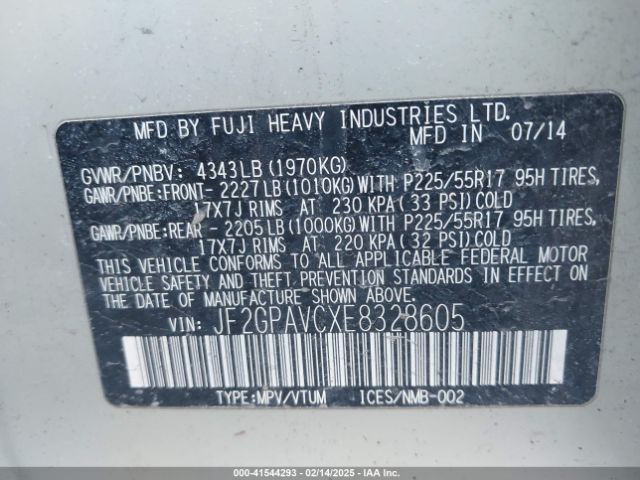 MFD BY FUJI HEAVY INDUSTRIES LTD.
MFD IN 07/14
GVWR/PNBV: 4343LB(1970KG)
GAWR/PNBE:FRONT-2227LB(1010KG)WITH P225/55R17 95H TIRES,
17X7J RIMS AT 230 KPA(33 PSI)COLD
GAWR/PNBE:REAR -2205LB(1000KG)WITH P225/55R17 95H TIRES,
17X7J RIMS AT 220 KPA(32 PSI)COLD
THIS VEHICLE CONFORMS TO ALL APPLICABLE FEDERAL MOTOR
VEHICLE SAFETY AND THEFT PREVENTION STANDARDS IN EFFECT ON
THE DATE OF MANUFACTURE SHOWN ABOVE.
VIN: JF2GPAVCXE8328605
TYPE:MPV/VTUM ICES/NMB-002
000-41544293 - 02/14/2025 - IAAI.COM